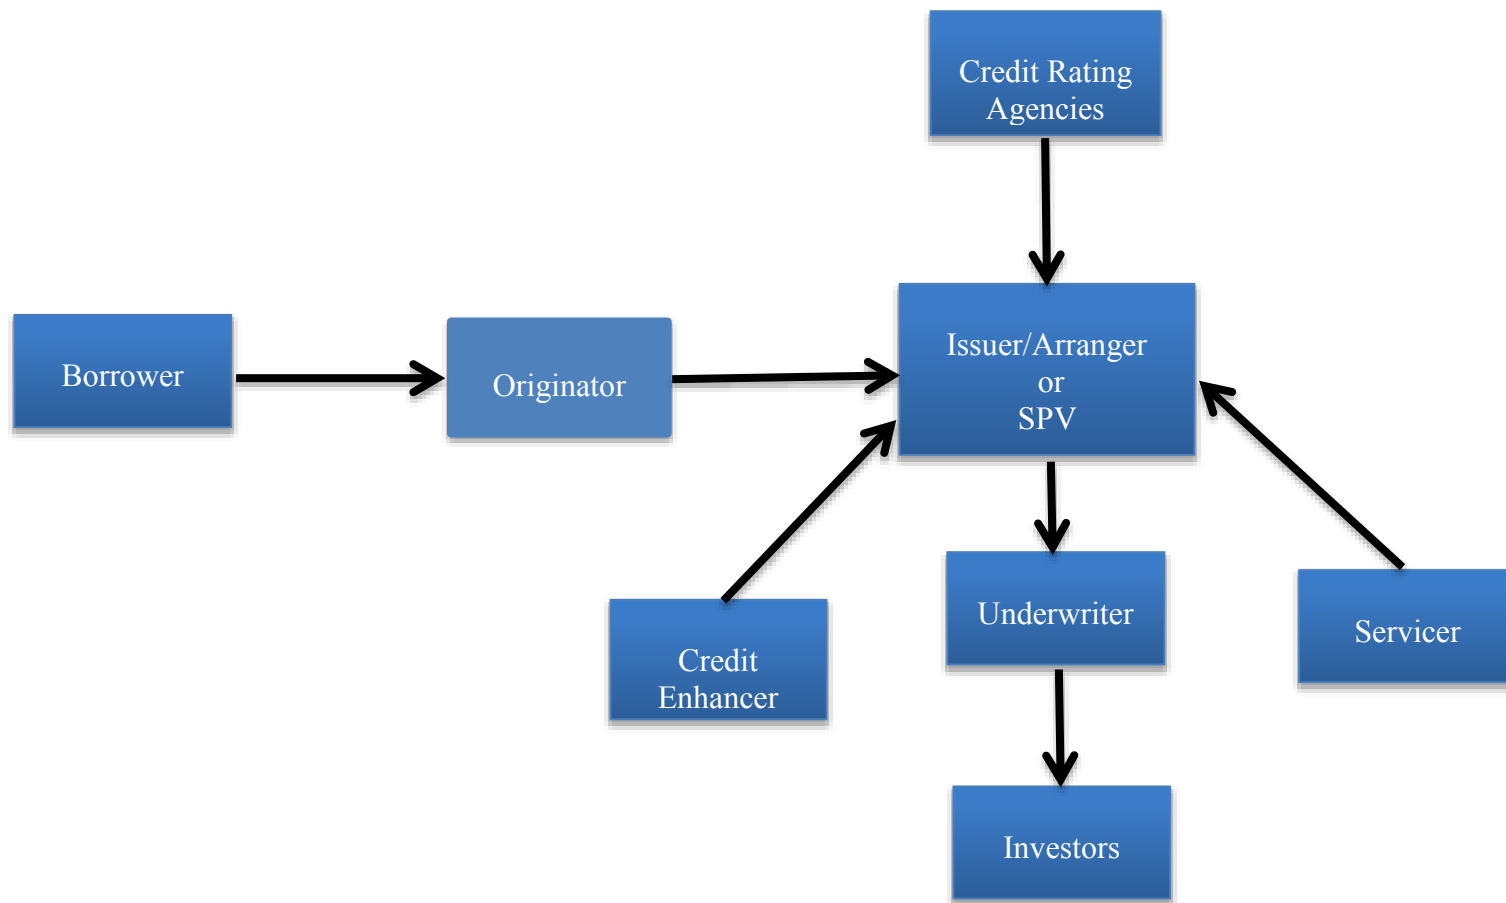 Credit Rating
Agencies
Borrower
Originator
Issuer/Arranger
or
SPV
Credit
Enhancer
Underwriter
Servicer
Investors